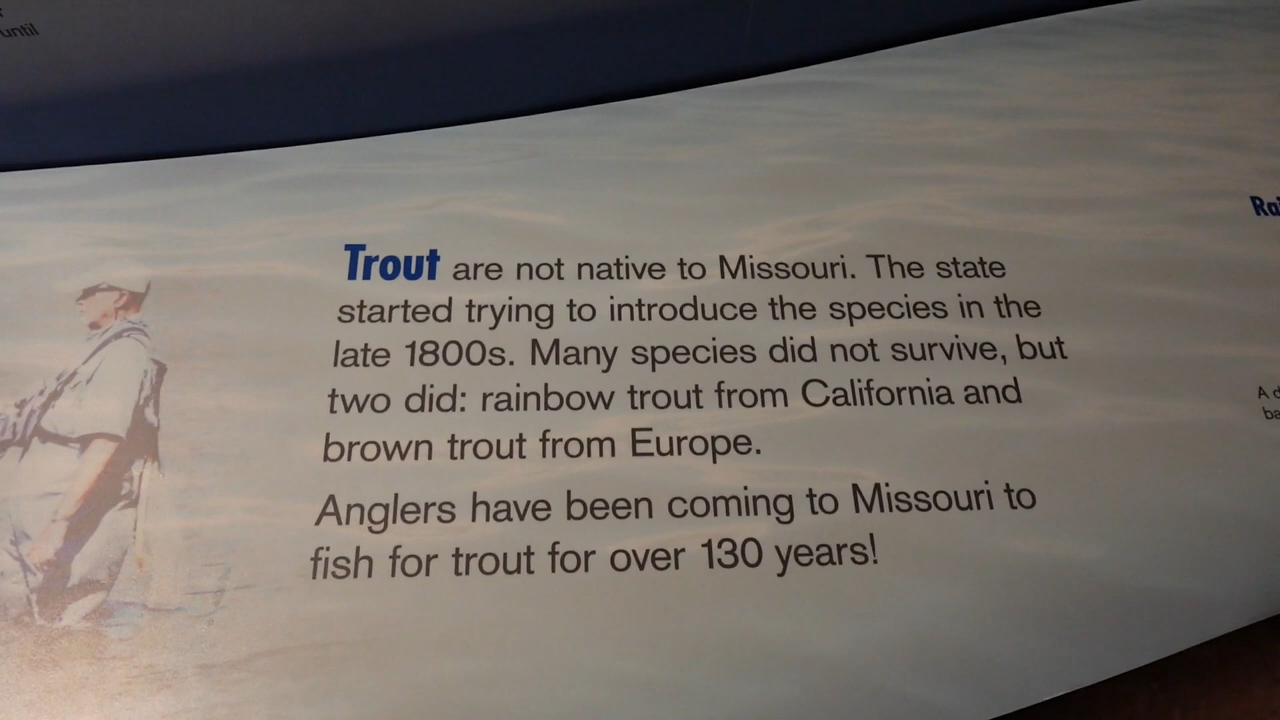 until
Trout are not native to Missouri. The state
started trying to introduce the species in the
late 1800s. Many species did not survive, but
two did: rainbow trout from California and
brown trout from Europe.
Anglers have been coming to Missouri to
fish for trout for over 130 years!